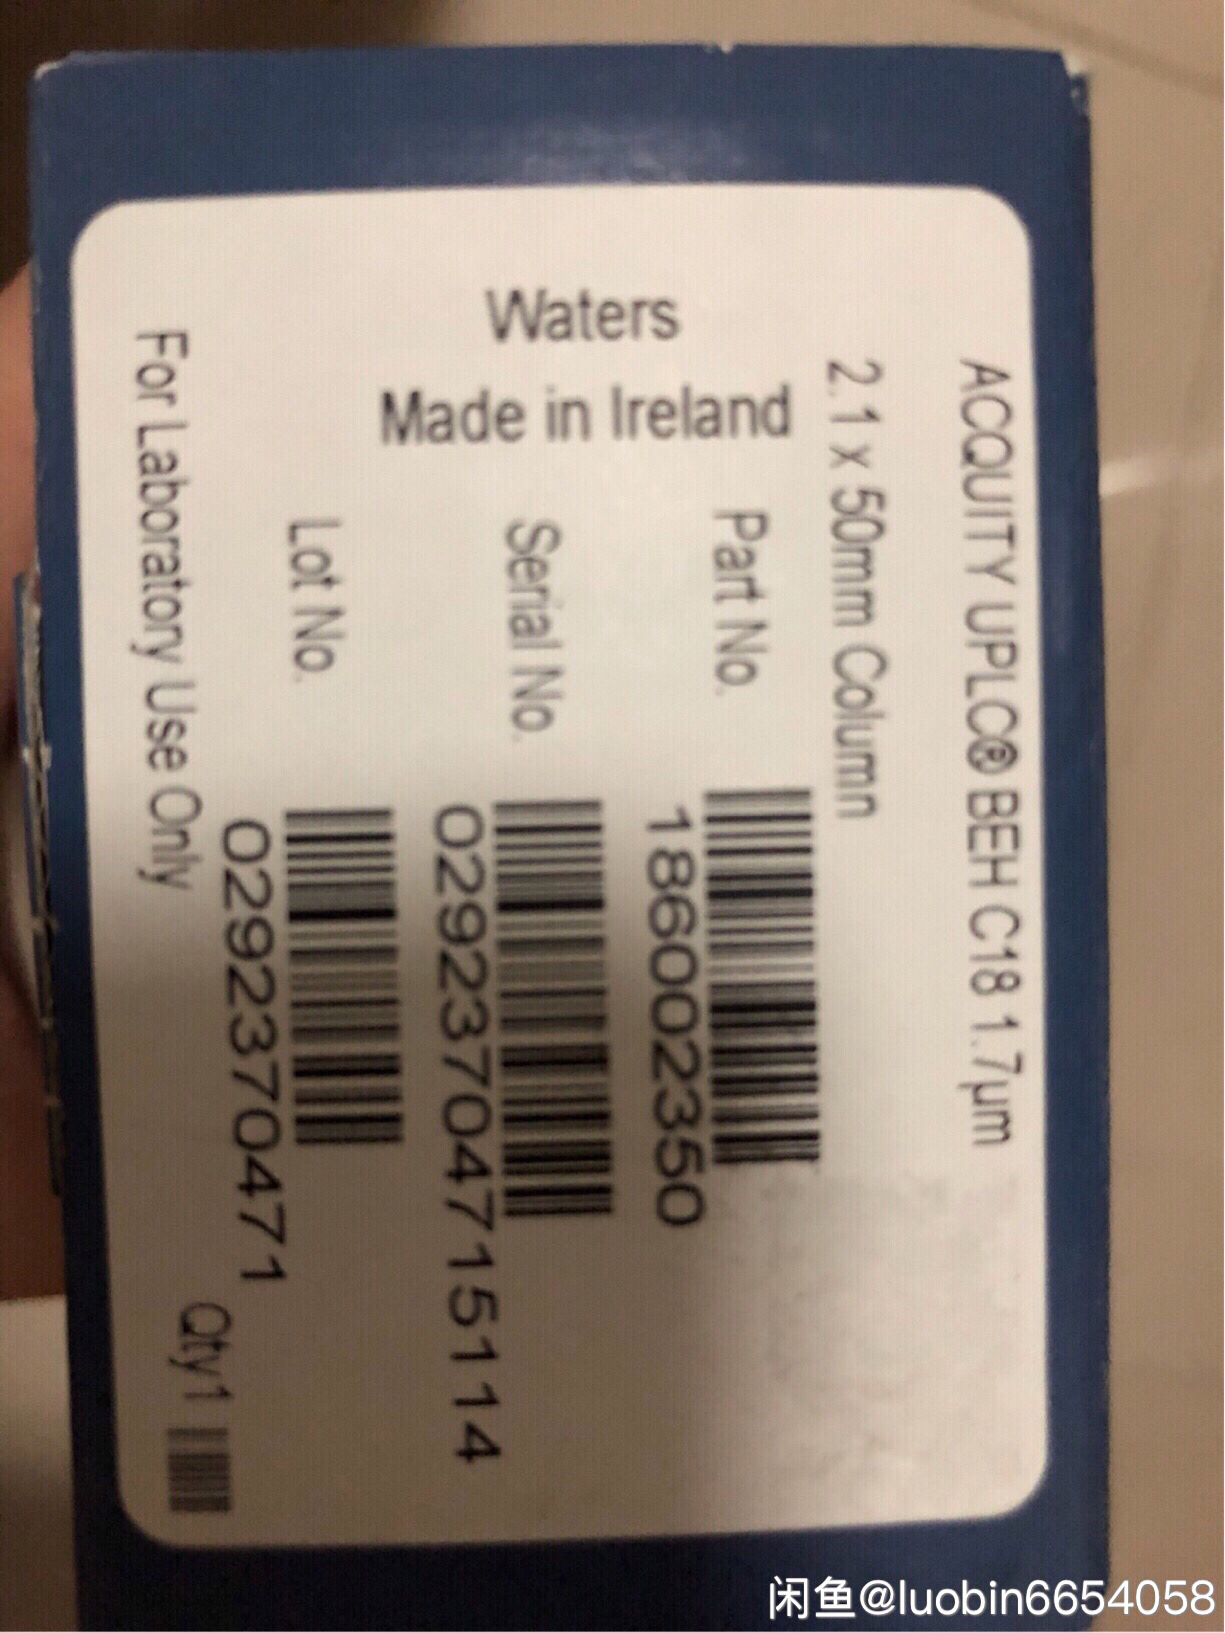 ACQUITY UPLC® BEH C18 1.7µm
2.1 x 50mm Column
Waters
Made in Ireland
Part No.
186002350
Serial No.
02923704715114
Lot No.
0292370471
For Laboratory Use Only
Qty1
闲鱼@luobin6654058